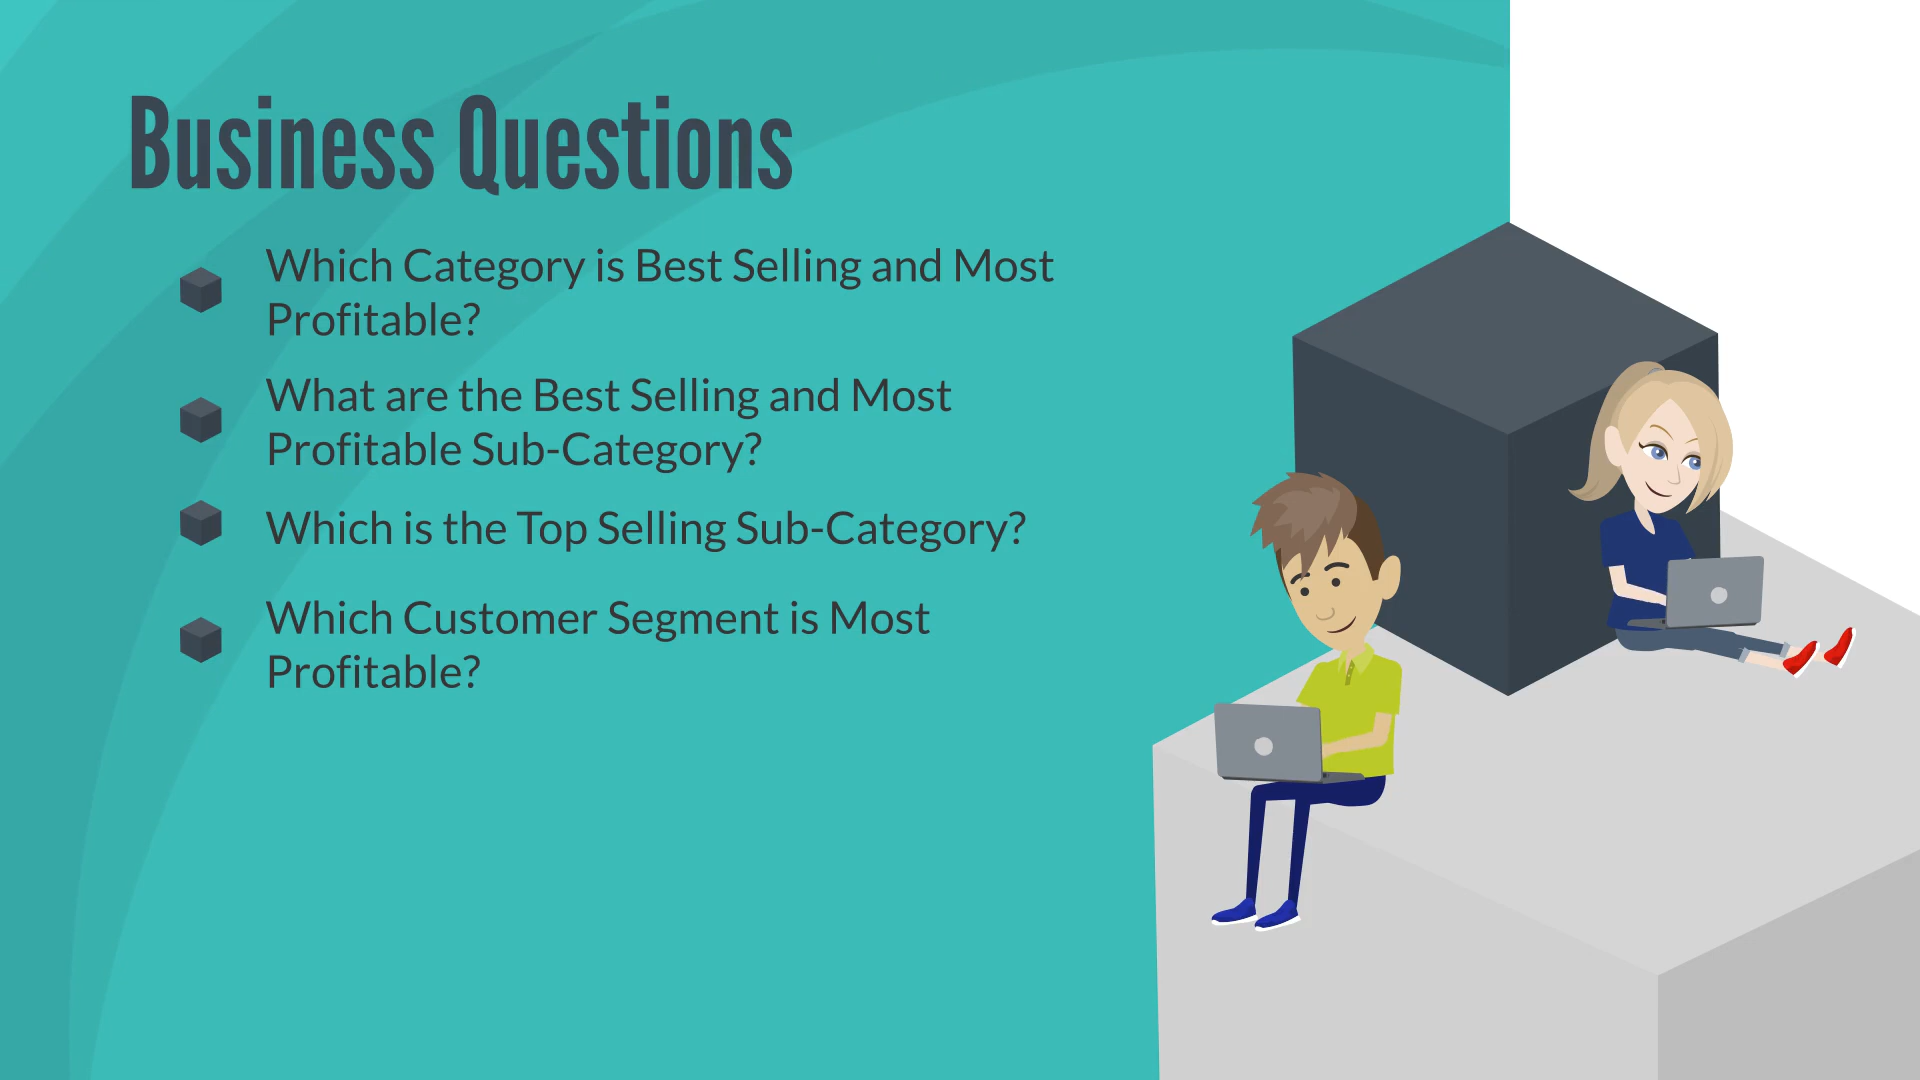 Business Questions
Which Category is Best Selling and Most
Profitable?
What are the Best Selling and Most
Profitable Sub-Category?
Which is the Top Selling Sub-Category?
Which Customer Segment is Most
Profitable?